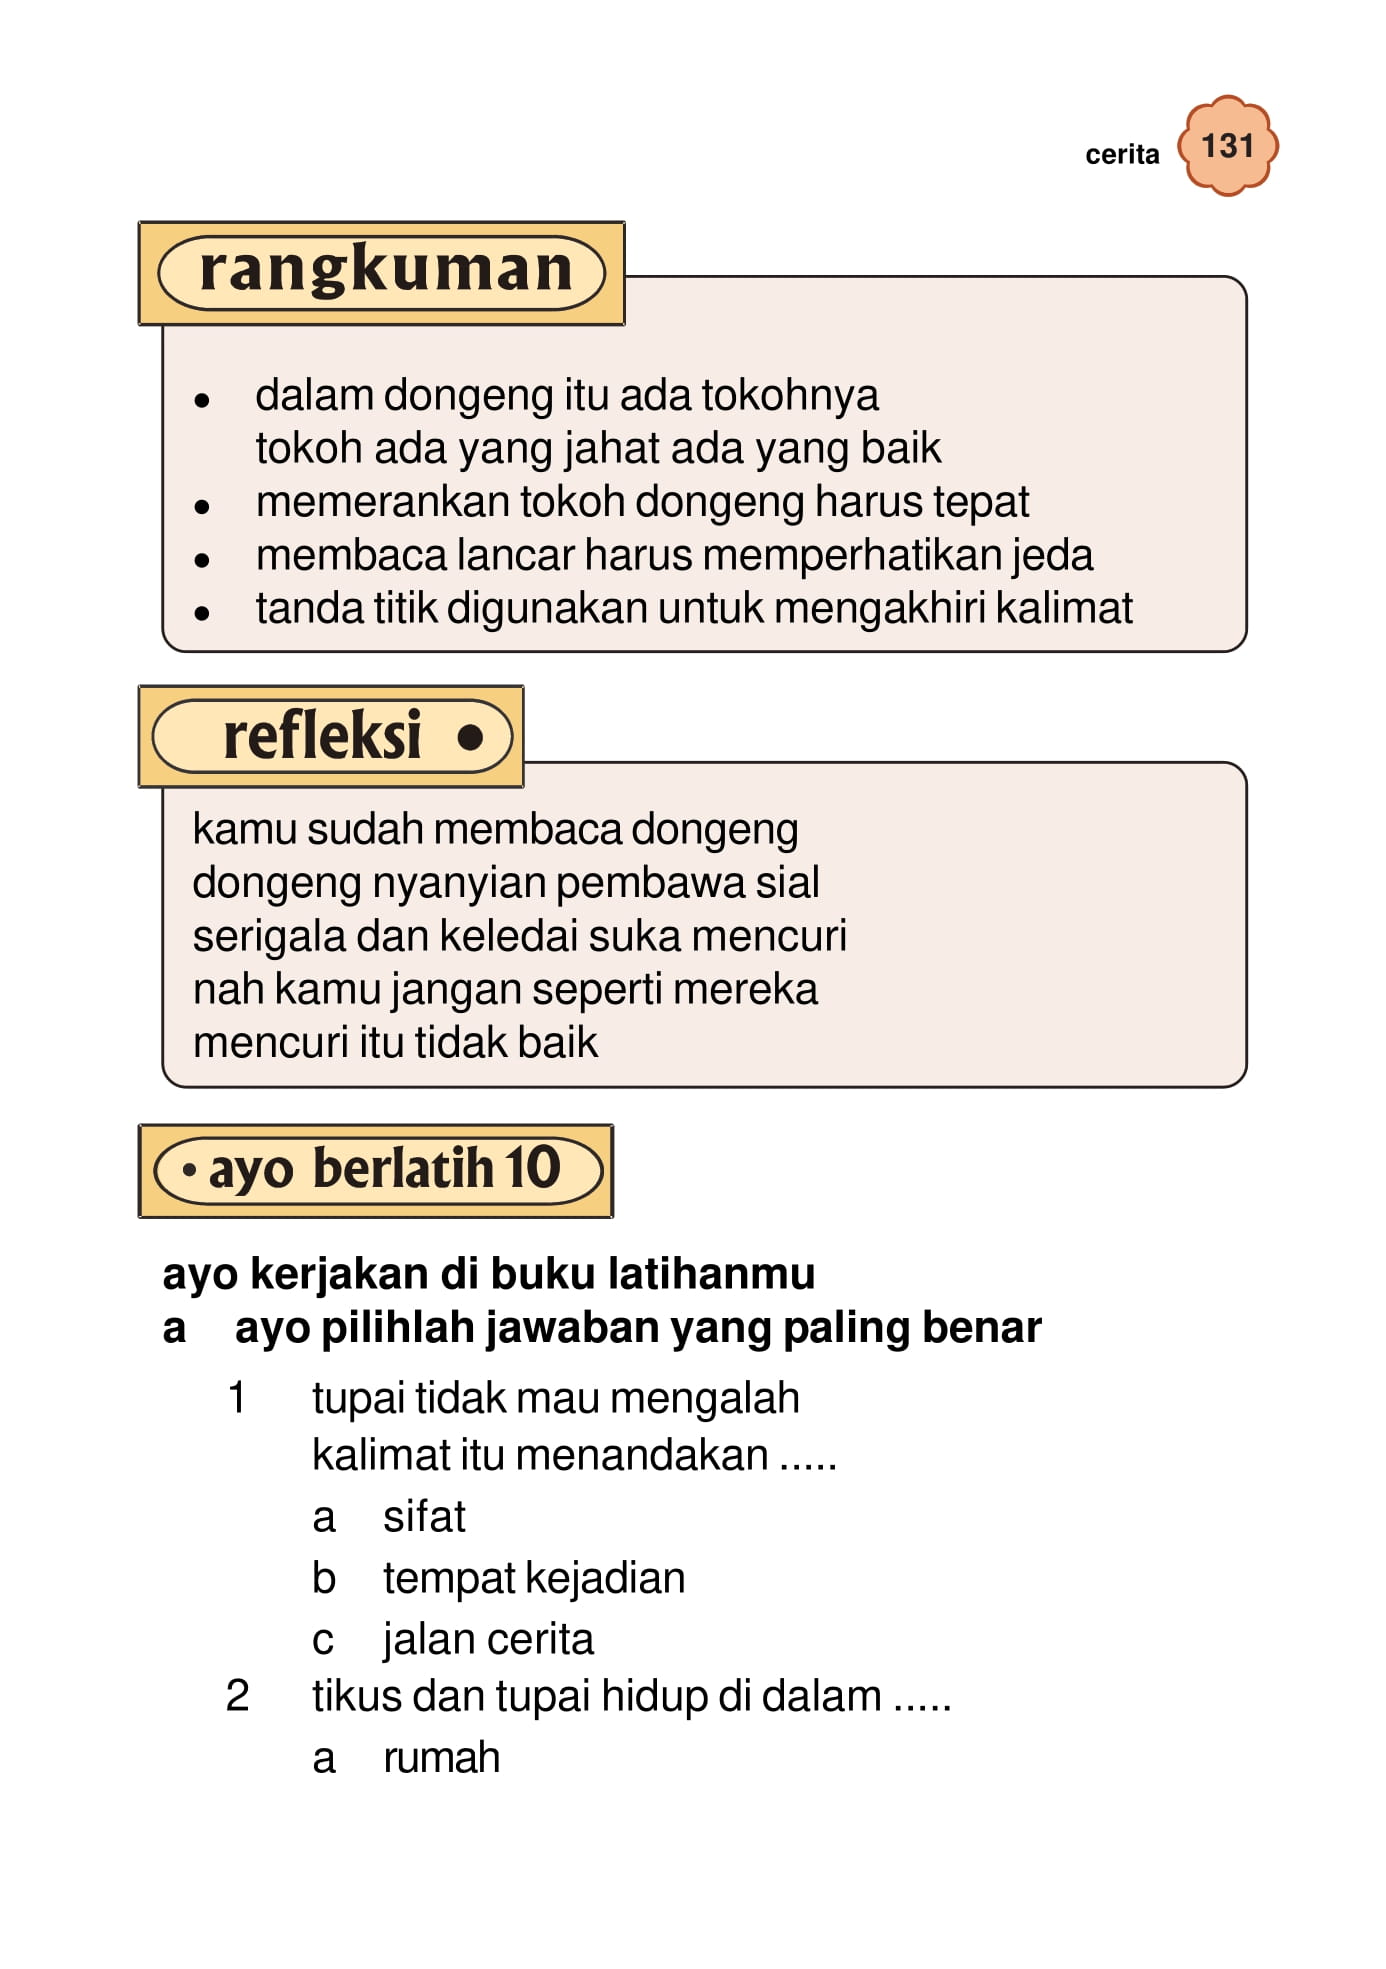 cerita 131
rangkuman
• dalam dongeng itu ada tokohnya
tokoh ada yang jahat ada yang baik
• memerankan tokoh dongeng harus tepat
• membaca lancar harus memperhatikan jeda
• tanda titik digunakan untuk mengakhiri kalimat
refleksi •
kamu sudah membaca dongeng
dongeng nyanyian pembawa sial
serigala dan keledai suka mencuri
nah kamu jangan seperti mereka
mencuri itu tidak baik
• ayo berlatih 10
ayo kerjakan di buku latihanmu
a ayo pilihlah jawaban yang paling benar
1 tupai tidak mau mengalah
kalimat itu menandakan .....
a sifat
b tempat kejadian
c jalan cerita
2 tikus dan tupai hidup di dalam .....
a rumah